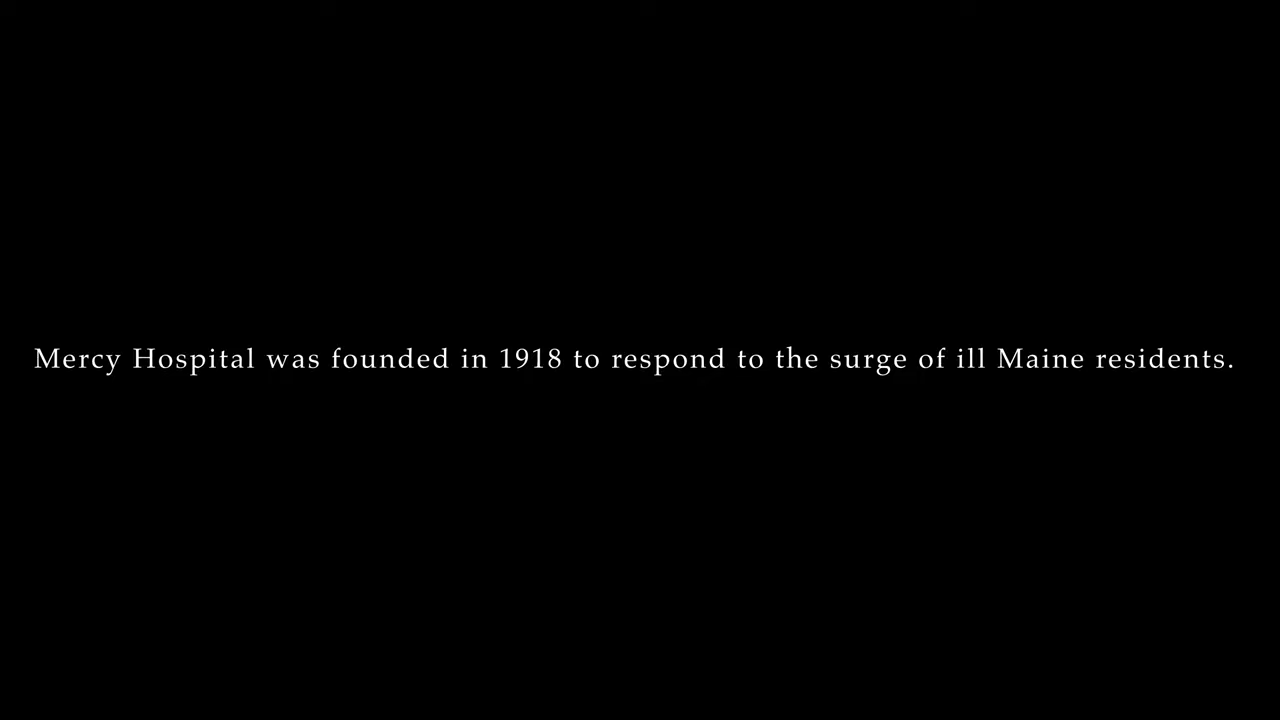 Mercy Hospital was founded in 1918 to respond to the surge of ill Maine residents.